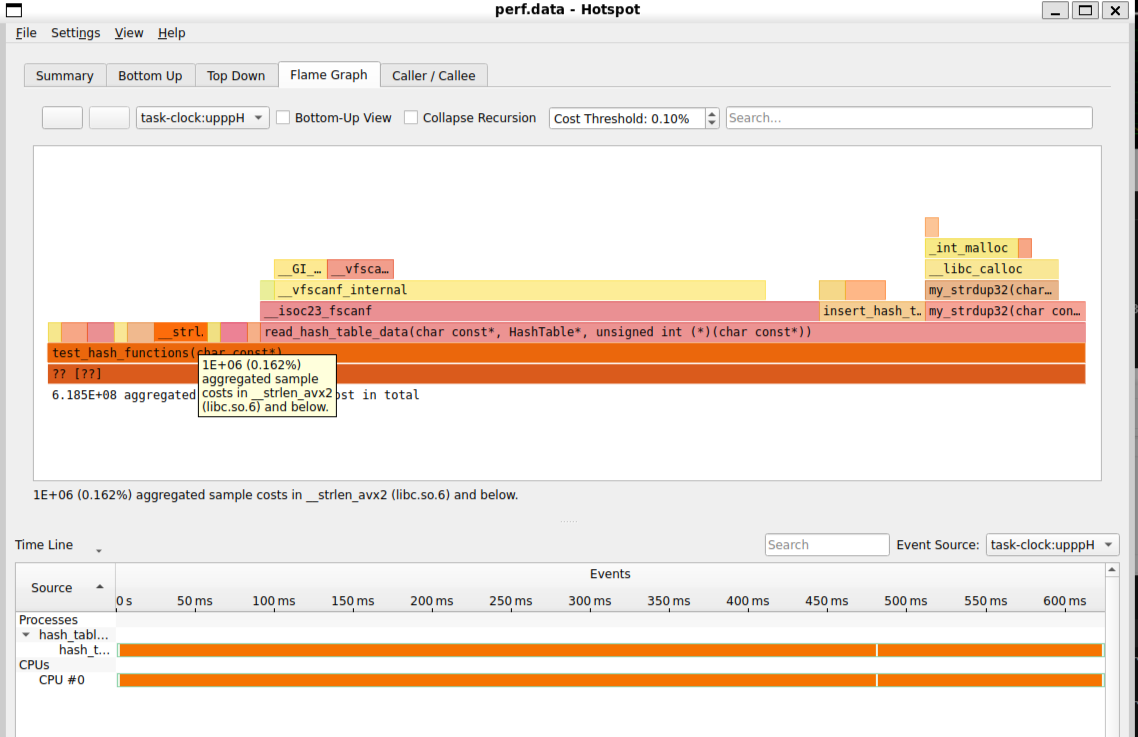 perf.data - Hotspot
File Settings View Help
Summary Bottom Up Top Down Flame Graph Caller / Callee
task-clock:upppH Bottom-Up View Collapse Recursion Cost Threshold: 0.10% Search...
_int_malloc
__GI_... __vfsca... __libc_calloc
__vfscanf_internal my_strdup32(char...
__isoc23_fscanf insert_hash_t... my_strdup32(char con...
__strl. read_hash_table_data(char const*, HashTable*, unsigned int (*)(char const*))
test_hash_functions(char const*)
?? [??]
6.185E+08 aggregated ost in total
1E+06 (0.162%)
aggregated sample
costs in __strlen_avx2
(libc.so.6) and below.
1E+06 (0.162%) aggregated sample costs in __strlen_avx2 (libc.so.6) and below.
Time Line Search Event Source: task-clock:upppH
Source Events
0 s 50 ms 100 ms 150 ms 200 ms 250 ms 300 ms 350 ms 400 ms 450 ms 500 ms 550 ms 600 ms
Processes
hash_tabl...
hash_t...
CPUs
CPU #0